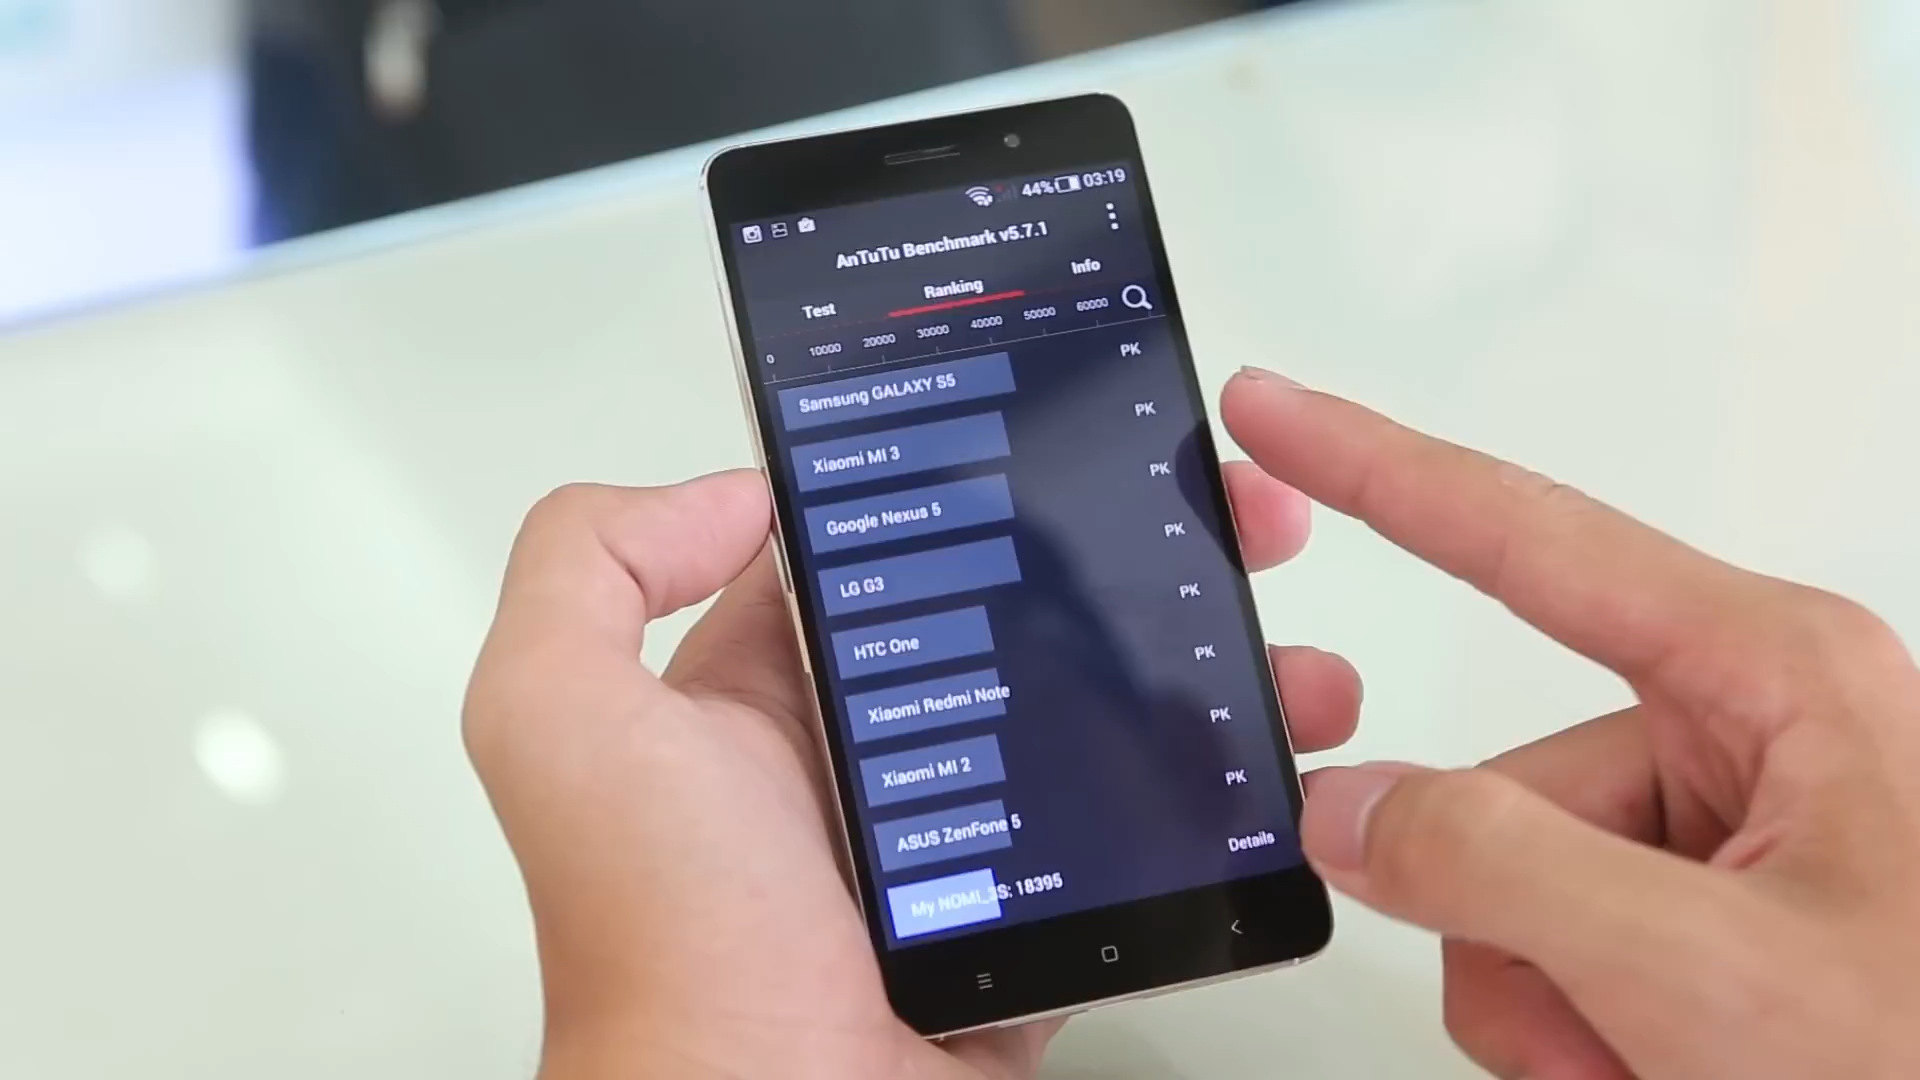 44% 03:19
AnTuTu Benchmark v5.7.1
Test Ranking Info
0 10000 20000 30000 40000 50000 60000
Samsung GALAXY S5 PK
Xiaomi MI 3 PK
Google Nexus 5 PK
LG G3 PK
HTC One PK
Xiaomi Redmi Note PK
Xiaomi MI 2 PK
ASUS ZenFone 5 PK
My 18395 Details